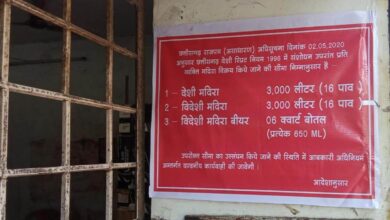 छत्तीसगढ़ राजपत्र (असाधारण) अधिसूचना दिनांक 02.05.2020
अनुसार छत्तीसगढ़ देशी स्प्रिट नियम 1995 में संशोधन उपरांत प्रति
व्यक्ति मदिरा विक्रय किये जाने की सीमा निम्नानुसार है –
1 – देशी मदिरा 3,000 लीटर (16 पाव)
2 – विदेशी मदिरा 3,000 लीटर (16 पाव)
3 – विदेशी मदिरा बीयर 06 क्वार्ट बोतल
(प्रत्येक 650 ML)
उपरोक्त सीमा का उल्लंघन किये जाने की स्थिति में आबकारी अधिनियम
अन्तर्गत दाण्डनीय कार्यवाही की जावेगी ।
आदेशानुसार